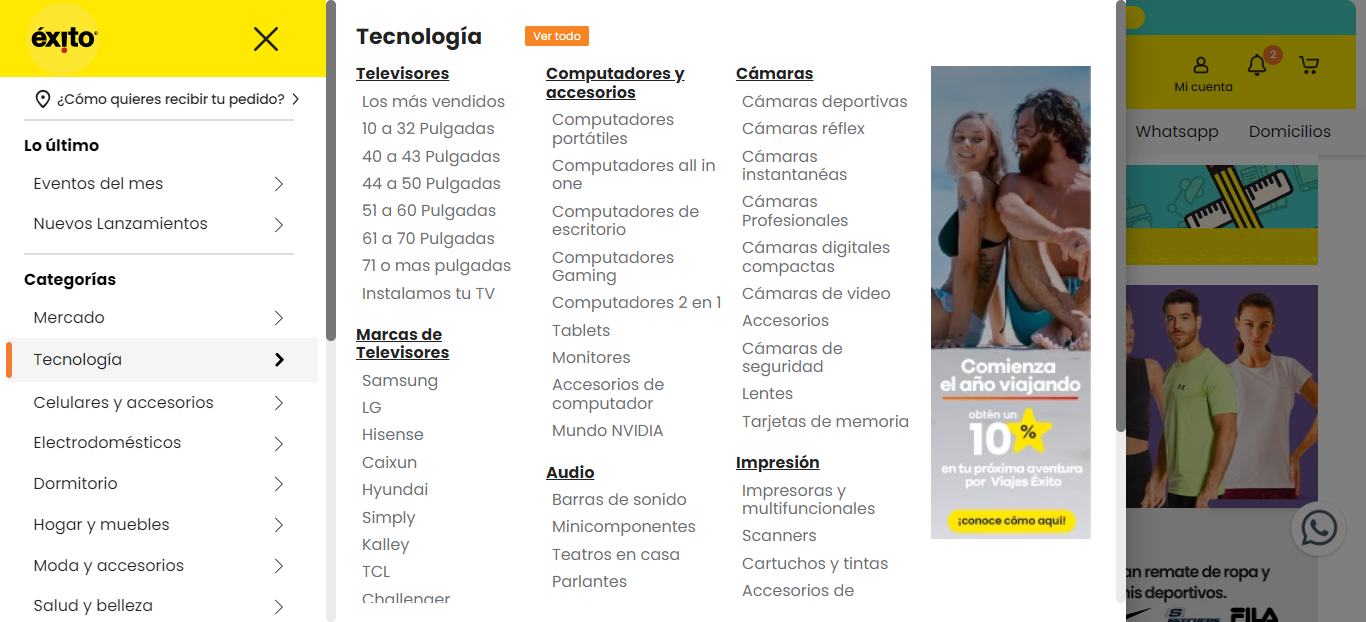 éxito
¿Cómo quieres recibir tu pedido?
Lo último
Eventos del mes
Nuevos Lanzamientos
Categorías
Mercado
Tecnología
Celulares y accesorios
Electrodomésticos
Dormitorio
Hogar y muebles
Moda y accesorios
Salud y belleza
Tecnología
Ver todo
Televisores
Los más vendidos
10 a 32 Pulgadas
40 a 43 Pulgadas
44 a 50 Pulgadas
51 a 60 Pulgadas
61 a 70 Pulgadas
71 o mas pulgadas
Instalamos tu TV
Marcas de
Televisores
Samsung
LG
Hisense
Caixun
Hyundai
Simply
Kalley
TCL
Challenger
Computadores y
accesorios
Computadores
portátiles
Computadores all in
one
Computadores de
escritorio
Computadores
Gaming
Computadores 2 en 1
Tablets
Monitores
Accesorios de
computador
Mundo NVIDIA
Audio
Barras de sonido
Minicomponentes
Teatros en casa
Parlantes
Cámaras
Cámaras deportivas
Cámaras réflex
Cámaras
instantanéas
Cámaras
Profesionales
Cámaras digitales
compactas
Cámaras de video
Accesorios
Cámaras de
seguridad
Lentes
Tarjetas de memoria
Impresión
Impresoras y
multifuncionales
Scanners
Cartuchos y tintas
Accesorios de
Comienza
el año viajando
obtén un
10%
en tu próxima aventura
por Viajes Éxito
¡conoce cómo aquí!
2
Mi cuenta
Whatsapp
Domicilios
an remate de ropa y
nis deportivos.
SKECHERS
FILA